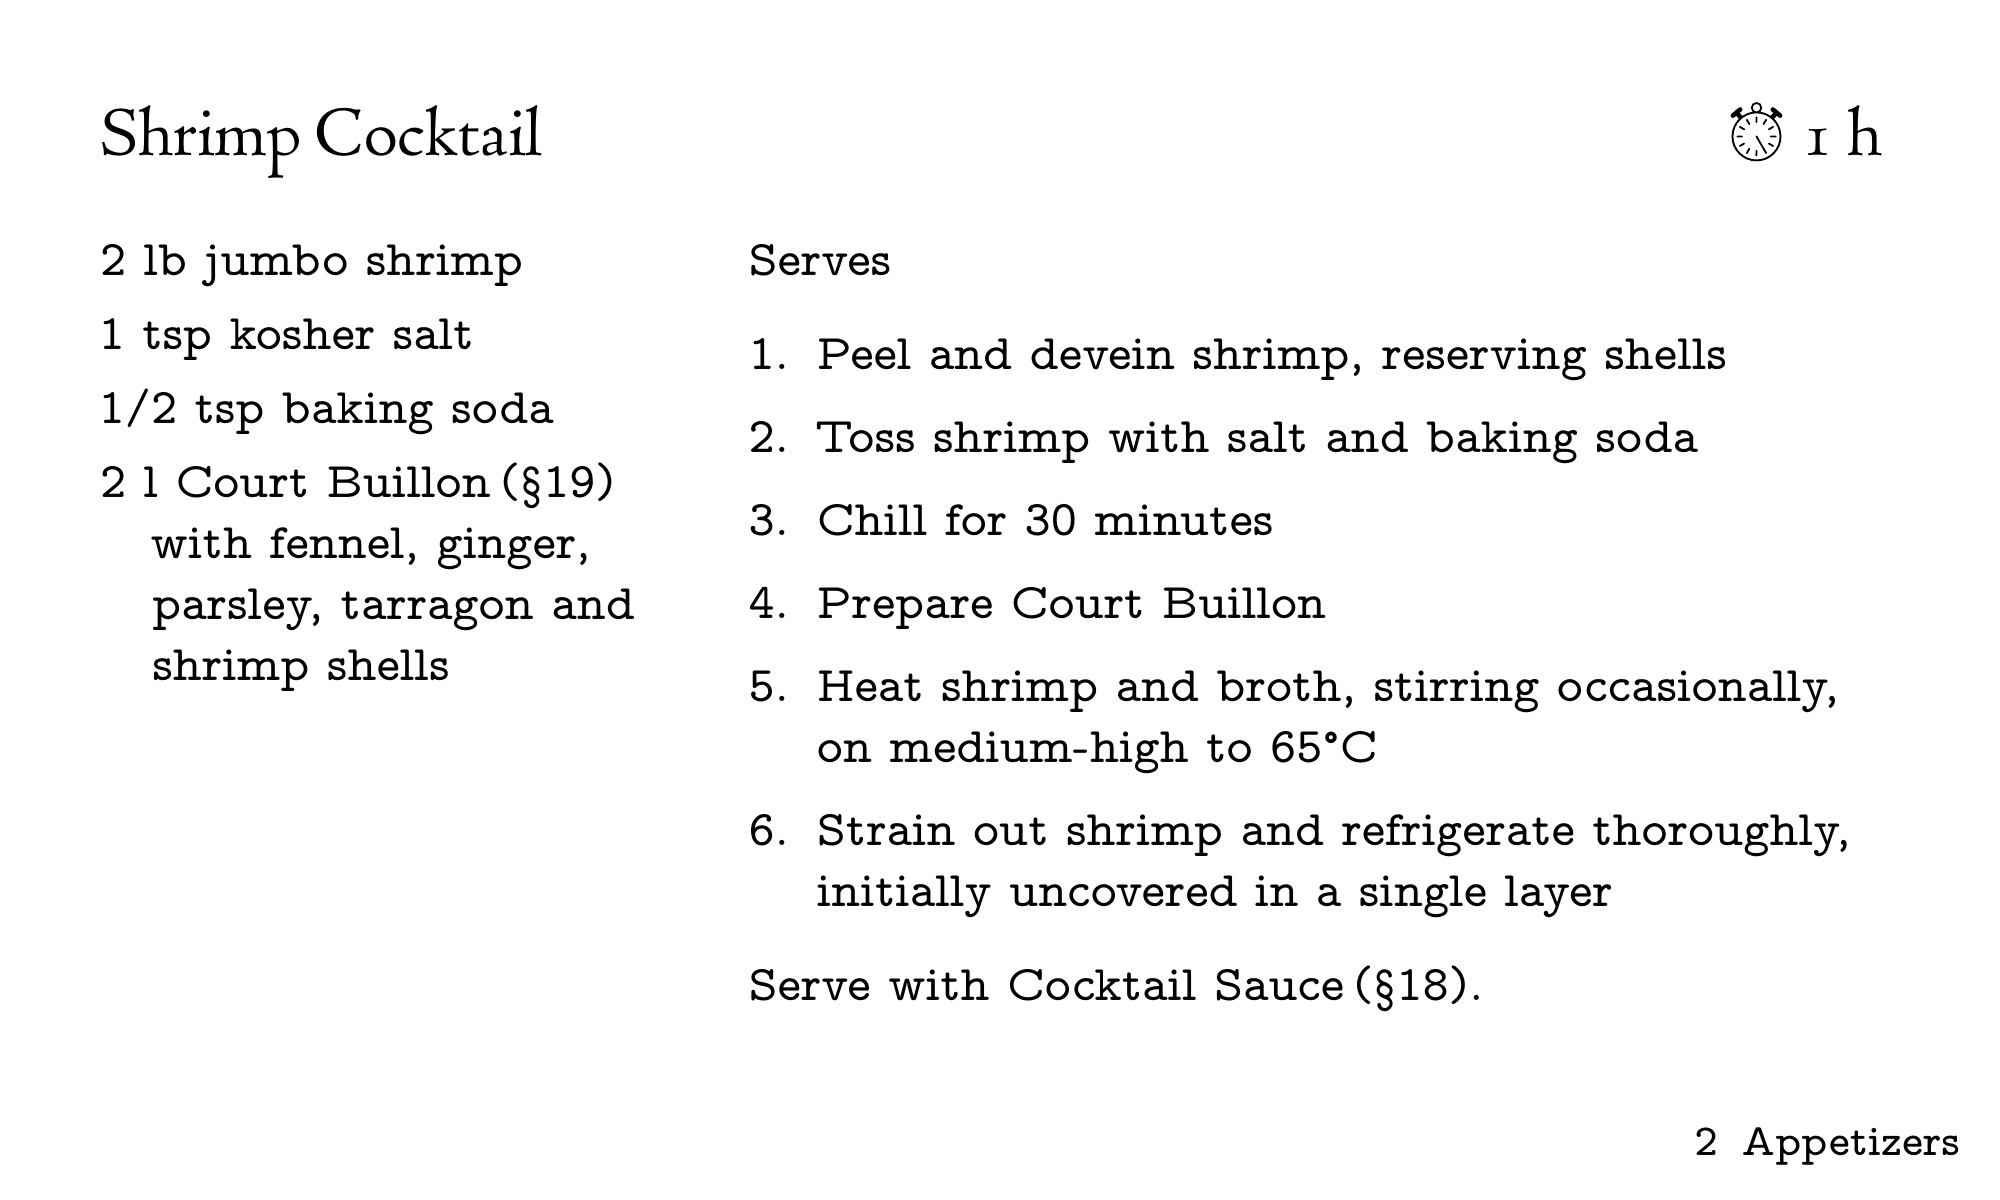 Shrimp Cocktail
⏱ 1 h
2 lb jumbo shrimp
1 tsp kosher salt
1/2 tsp baking soda
2 l Court Buillon (§19)
with fennel, ginger,
parsley, tarragon and
shrimp shells
Serves
1. Peel and devein shrimp, reserving shells
2. Toss shrimp with salt and baking soda
3. Chill for 30 minutes
4. Prepare Court Buillon
5. Heat shrimp and broth, stirring occasionally,
on medium-high to 65°C
6. Strain out shrimp and refrigerate thoroughly,
initially uncovered in a single layer
Serve with Cocktail Sauce (§18).
2 Appetizers